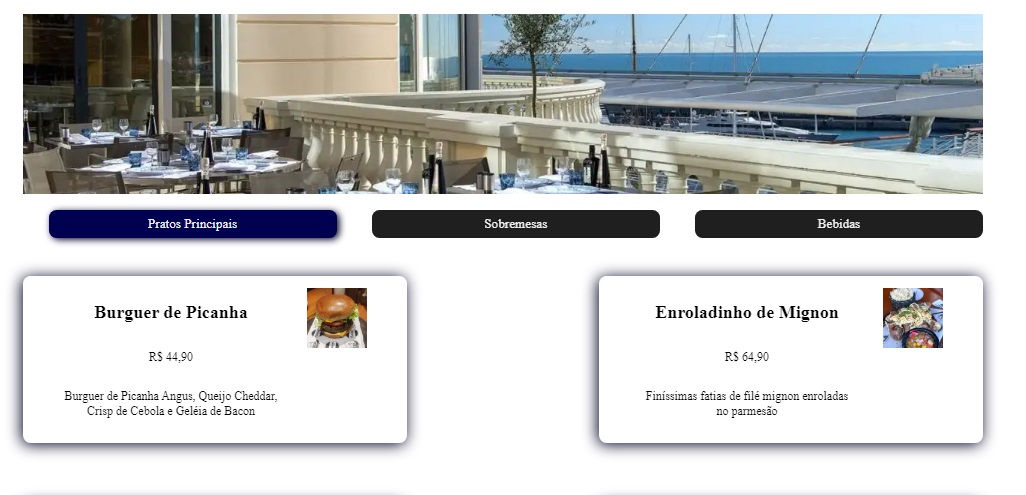 Pratos Principais
Sobremesas
Bebidas
Burguer de Picanha
R$ 44,90
Burguer de Picanha Angus, Queijo Cheddar,
Crisp de Cebola e Geléia de Bacon
Enroladinho de Mignon
R$ 64,90
Finíssimas fatias de filé mignon enroladas
no parmesão